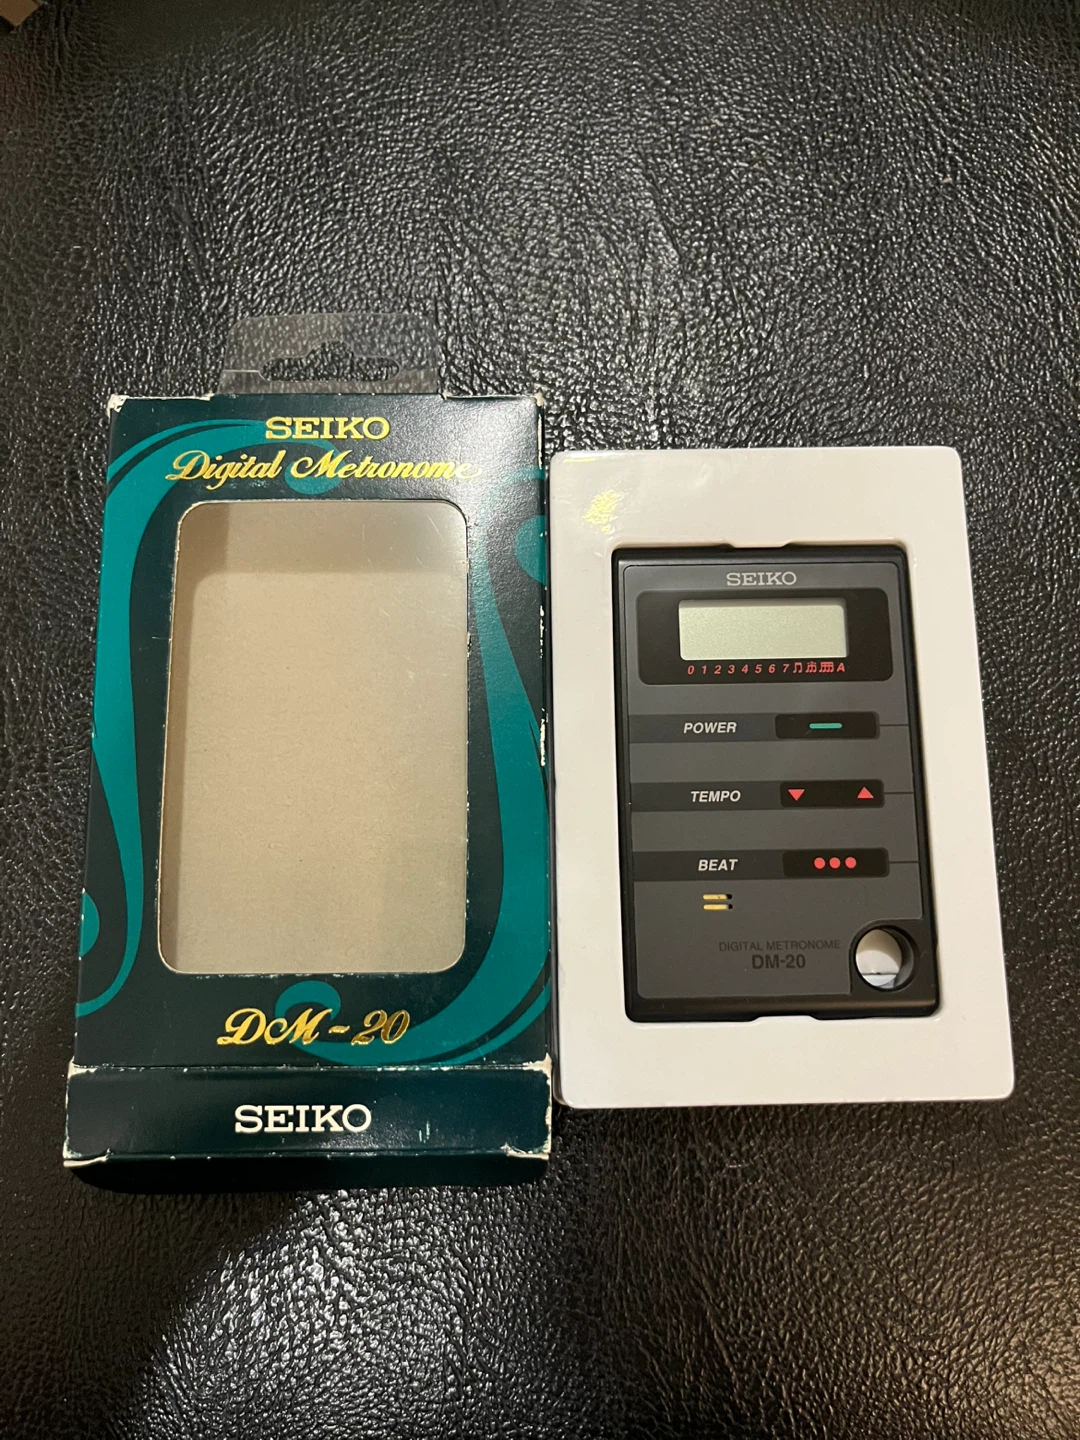 SEIKO
Digital Metronome
DM-20
SEIKO
SEIKO
0 1 2 3 4 5 6 7 A
POWER
TEMPO
BEAT
DIGITAL METRONOME
DM-20